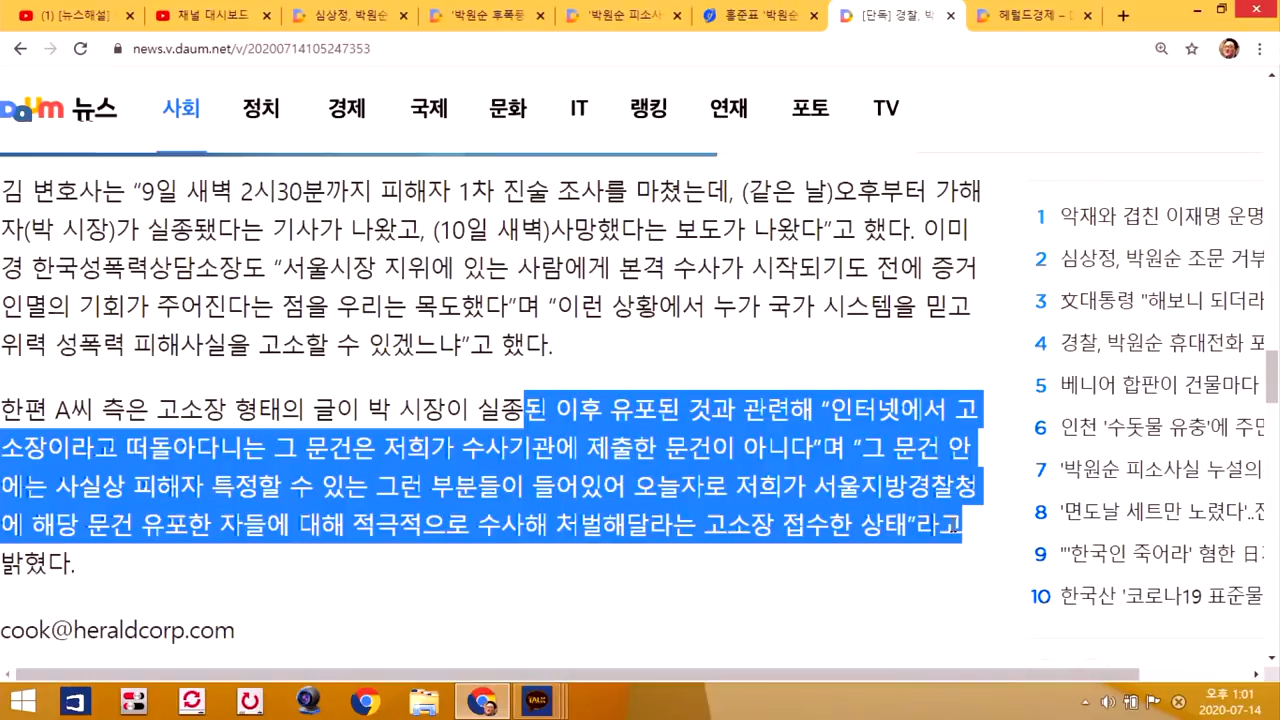 (1) [뉴스해설]
채널 대시보드
심상정, 박원순
'박원순 후폭풍
'박원순 피소사
홍준표 '박원순
[단독] 경찰, 박
헤럴드경제 –
news.v.daum.net/v/20200714105247353
Daum 뉴스 사회 정치 경제 국제 문화 IT 랭킹 연재 포토 TV
김 변호사는 “9일 새벽 2시30분까지 피해자 1차 진술 조사를 마쳤는데, (같은 날)오후부터 가해
자(박 시장)가 실종됐다는 기사가 나왔고, (10일 새벽)사망했다는 보도가 나왔다”고 했다. 이미
경 한국성폭력상담소장도 “서울시장 지위에 있는 사람에게 본격 수사가 시작되기도 전에 증거
인멸의 기회가 주어진다는 점을 우리는 목도했다”며 “이런 상황에서 누가 국가 시스템을 믿고
위력 성폭력 피해사실을 고소할 수 있겠느냐”고 했다.
한편 A씨 측은 고소장 형태의 글이 박 시장이 실종된 이후 유포된 것과 관련해 “인터넷에서 고
소장이라고 떠돌아다니는 그 문건은 저희가 수사기관에 제출한 문건이 아니다”며 “그 문건 안
에는 사실상 피해자 특정할 수 있는 그런 부분들이 들어있어 오늘자로 저희가 서울지방경찰청
에 해당 문건 유포한 자들에 대해 적극적으로 수사해 처벌해달라는 고소장 접수한 상태”라고
밝혔다.
cook@heraldcorp.com
1 악재와 겹친 이재명 운명
2 심상정, 박원순 조문 거부
3 文대통령 "해보니 되더라
4 경찰, 박원순 휴대전화 포
5 베니어 합판이 건물마다
6 인천 '수돗물 유충'에 주민
7 '박원순 피소사실 누설의
8 '면도날 세트만 노렸다'..진
9 "'한국인 죽어라' 혐한 日
10 한국산 '코로나19 표준물
TALK
오후 1:01
2020-07-14